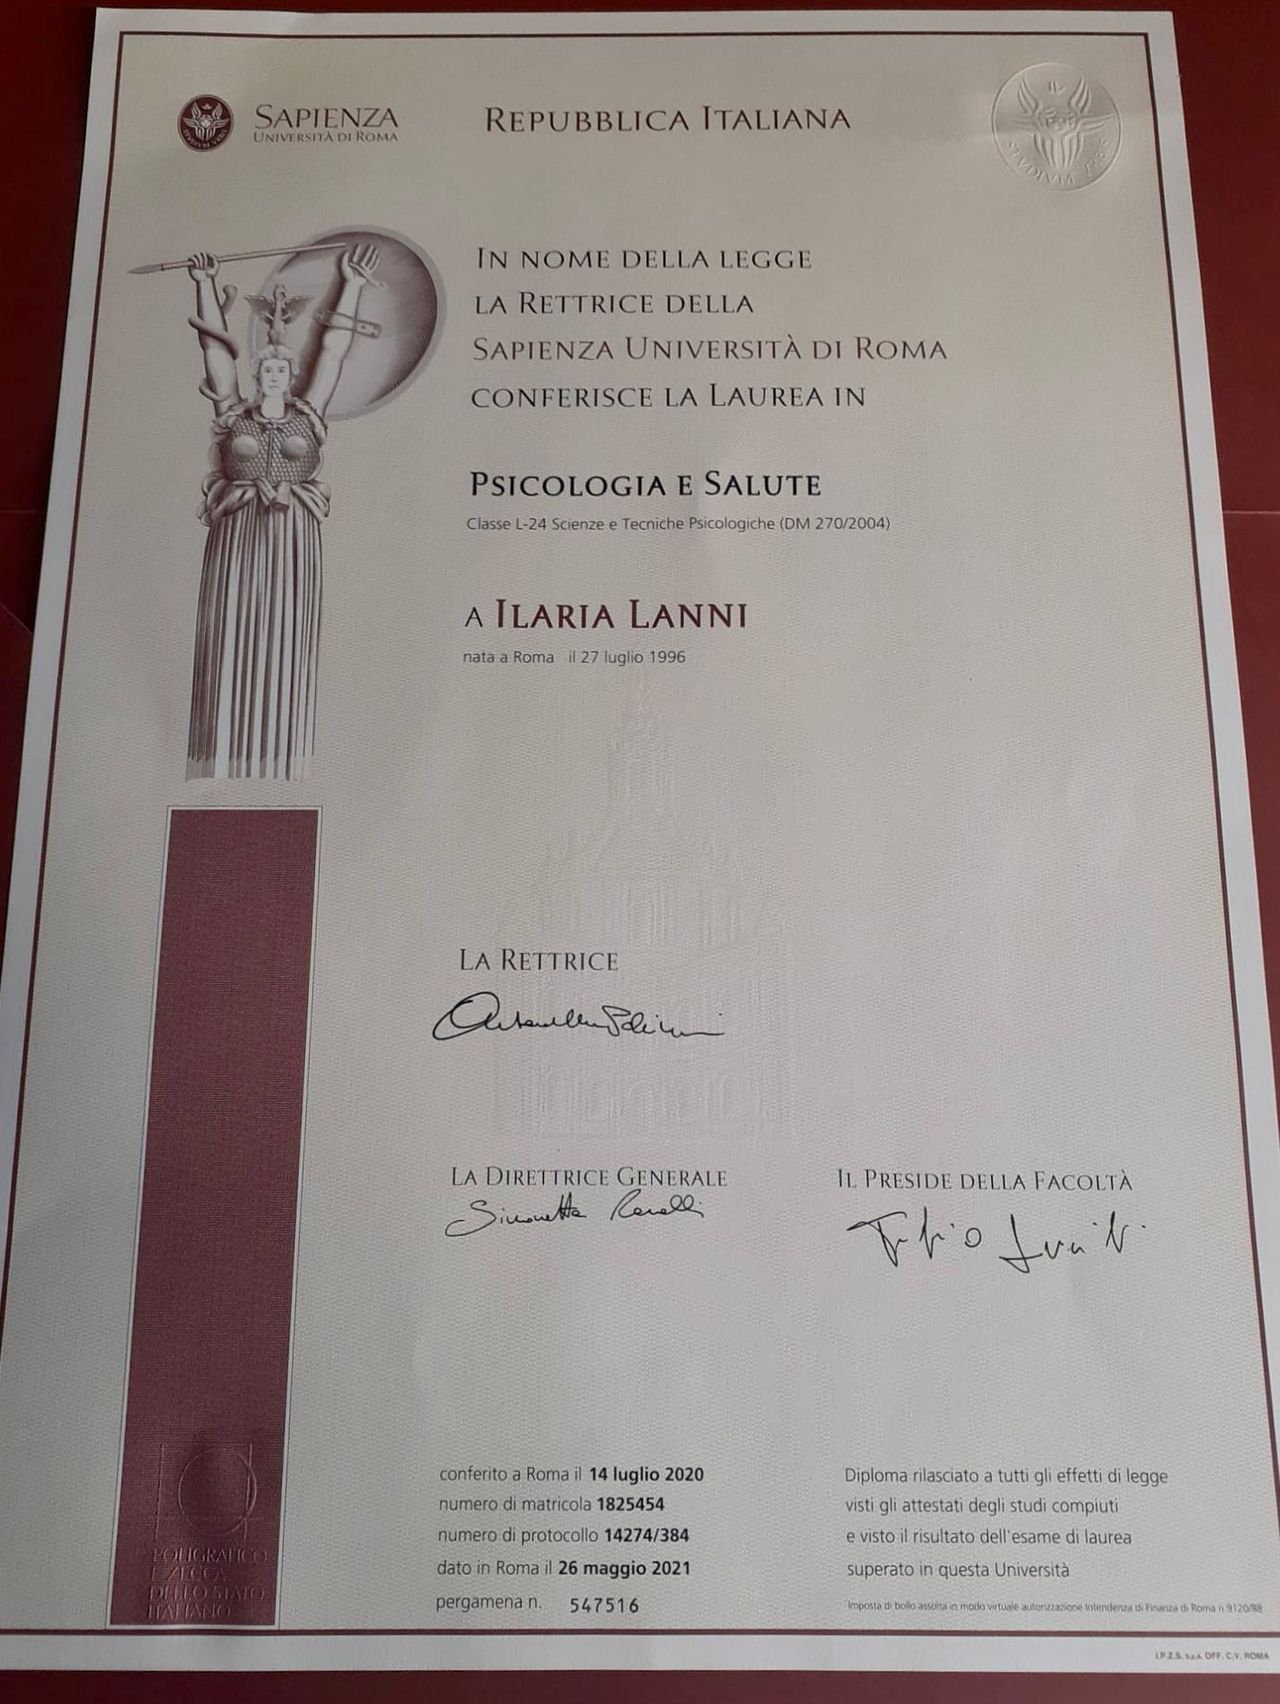 SAPIENZA
UNIVERSITÀ DI ROMA
REPUBBLICA ITALIANA
STUDIUM URBIS
IN NOME DELLA LEGGE
LA RETTRICE DELLA
SAPIENZA UNIVERSITÀ DI ROMA
CONFERISCE LA LAUREA IN
PSICOLOGIA E SALUTE
Classe L-24 Scienze e Tecniche Psicologiche (DM 270/2004)
A ILARIA LANNI
nata a Roma il 27 luglio 1996
LA RETTRICE
LA DIRETTRICE GENERALE
Simonetta Ranalli
IL PRESIDE DELLA FACOLTÀ
Fabio
conferito a Roma il 14 luglio 2020
numero di matricola 1825454
numero di protocollo 14274/384
dato in Roma il 26 maggio 2021
pergamena n. 547516
Diploma rilasciato a tutti gli effetti di legge
visti gli attestati degli studi compiuti
e visto il risultato dell'esame di laurea
superato in questa Università
Imposta di bollo assolta in modo virtuale autorizzazione Intendenza di Finanza di Roma n 9120/88
POLIGRAFICO
E ZECCA
DELLO STATO
ITALIANO
I.P.Z.S. S.p.A. OFF. C.V. ROMA